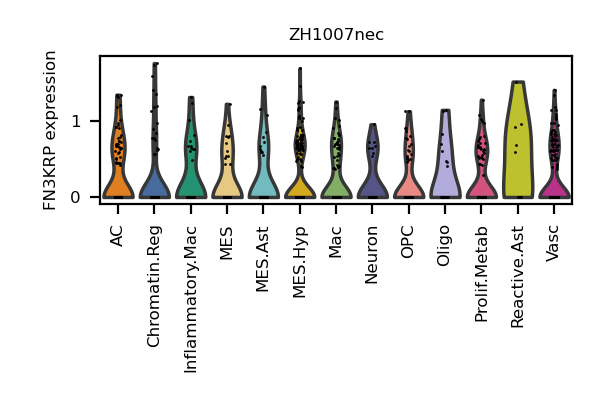 ZH1007nec
FN3KRP expression
1
0
AC
Chromatin.Reg
Inflammatory.Mac
MES
MES.Ast
MES.Hyp
Mac
Neuron
OPC
Oligo
Prolif.Metab
Reactive.Ast
Vasc